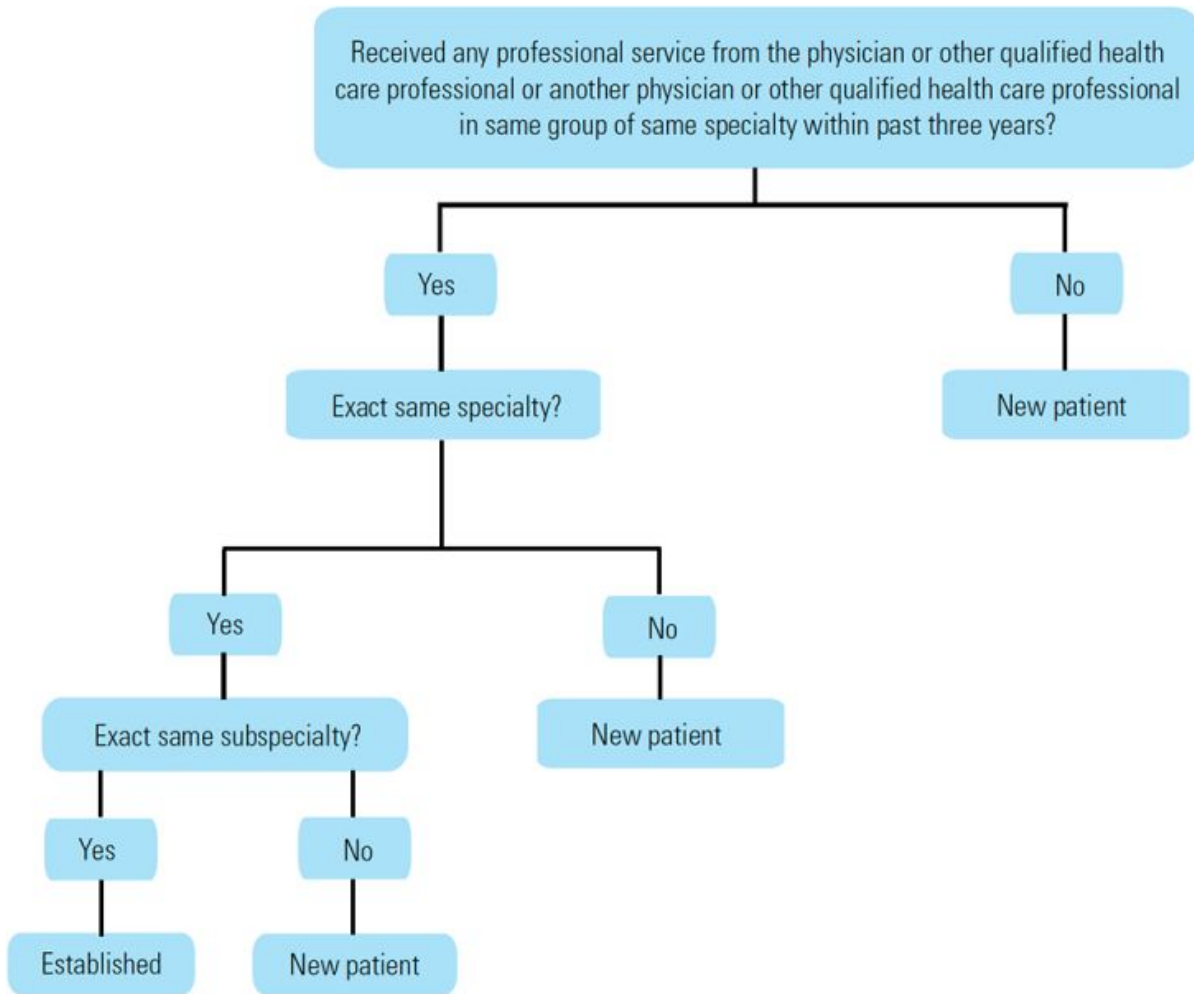 Received any professional service from the physician or other qualified health
care professional or another physician or other qualified health care professional
in same group of same specialty within past three years?
Yes
No
Exact same specialty?
New patient
Yes
No
Exact same subspecialty?
New patient
Yes
No
Established
New patient